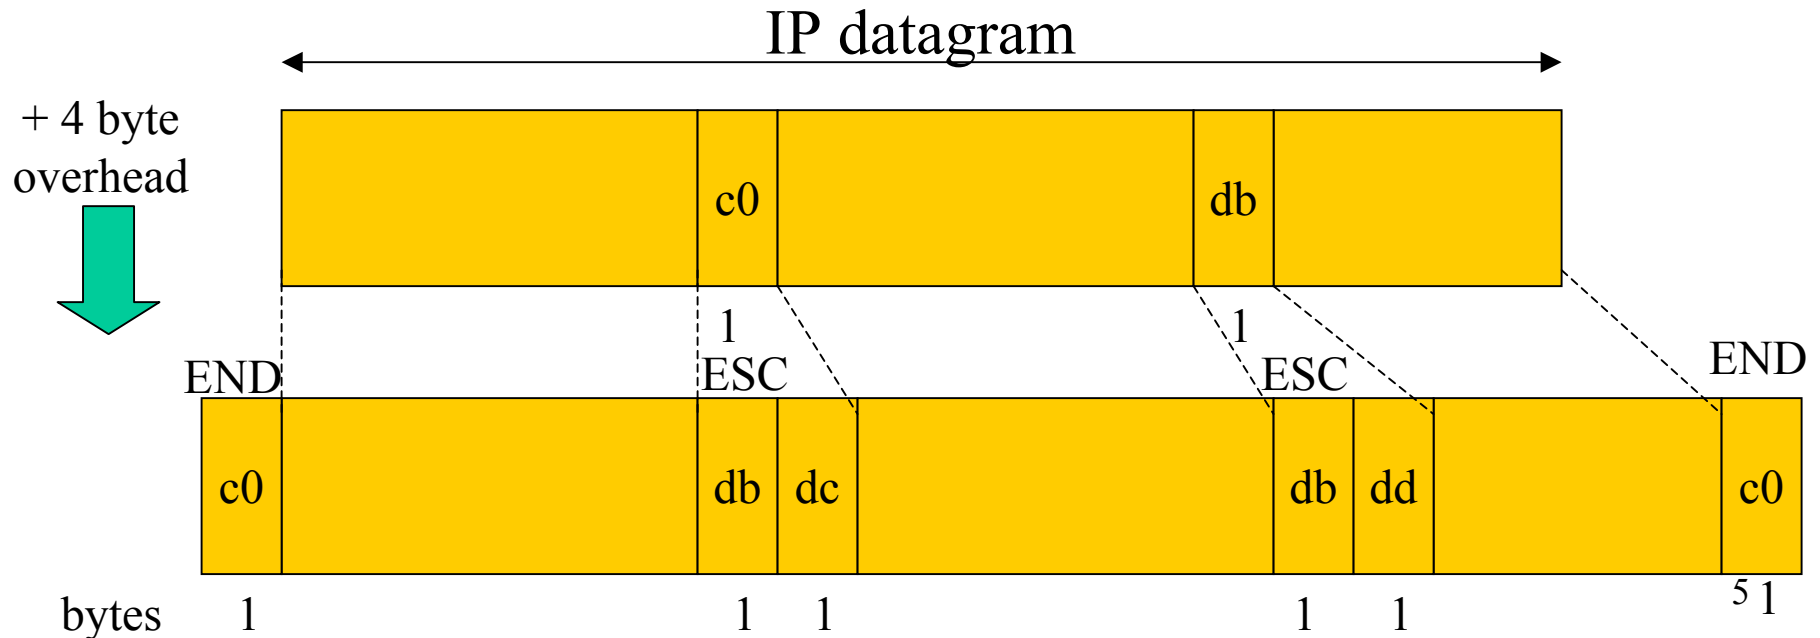 IP datagram
+ 4 byte
overhead
c0 db
1 1
END ESC ESC END
c0 db dc db dd c0
bytes 1 1 1 1 1 5 1